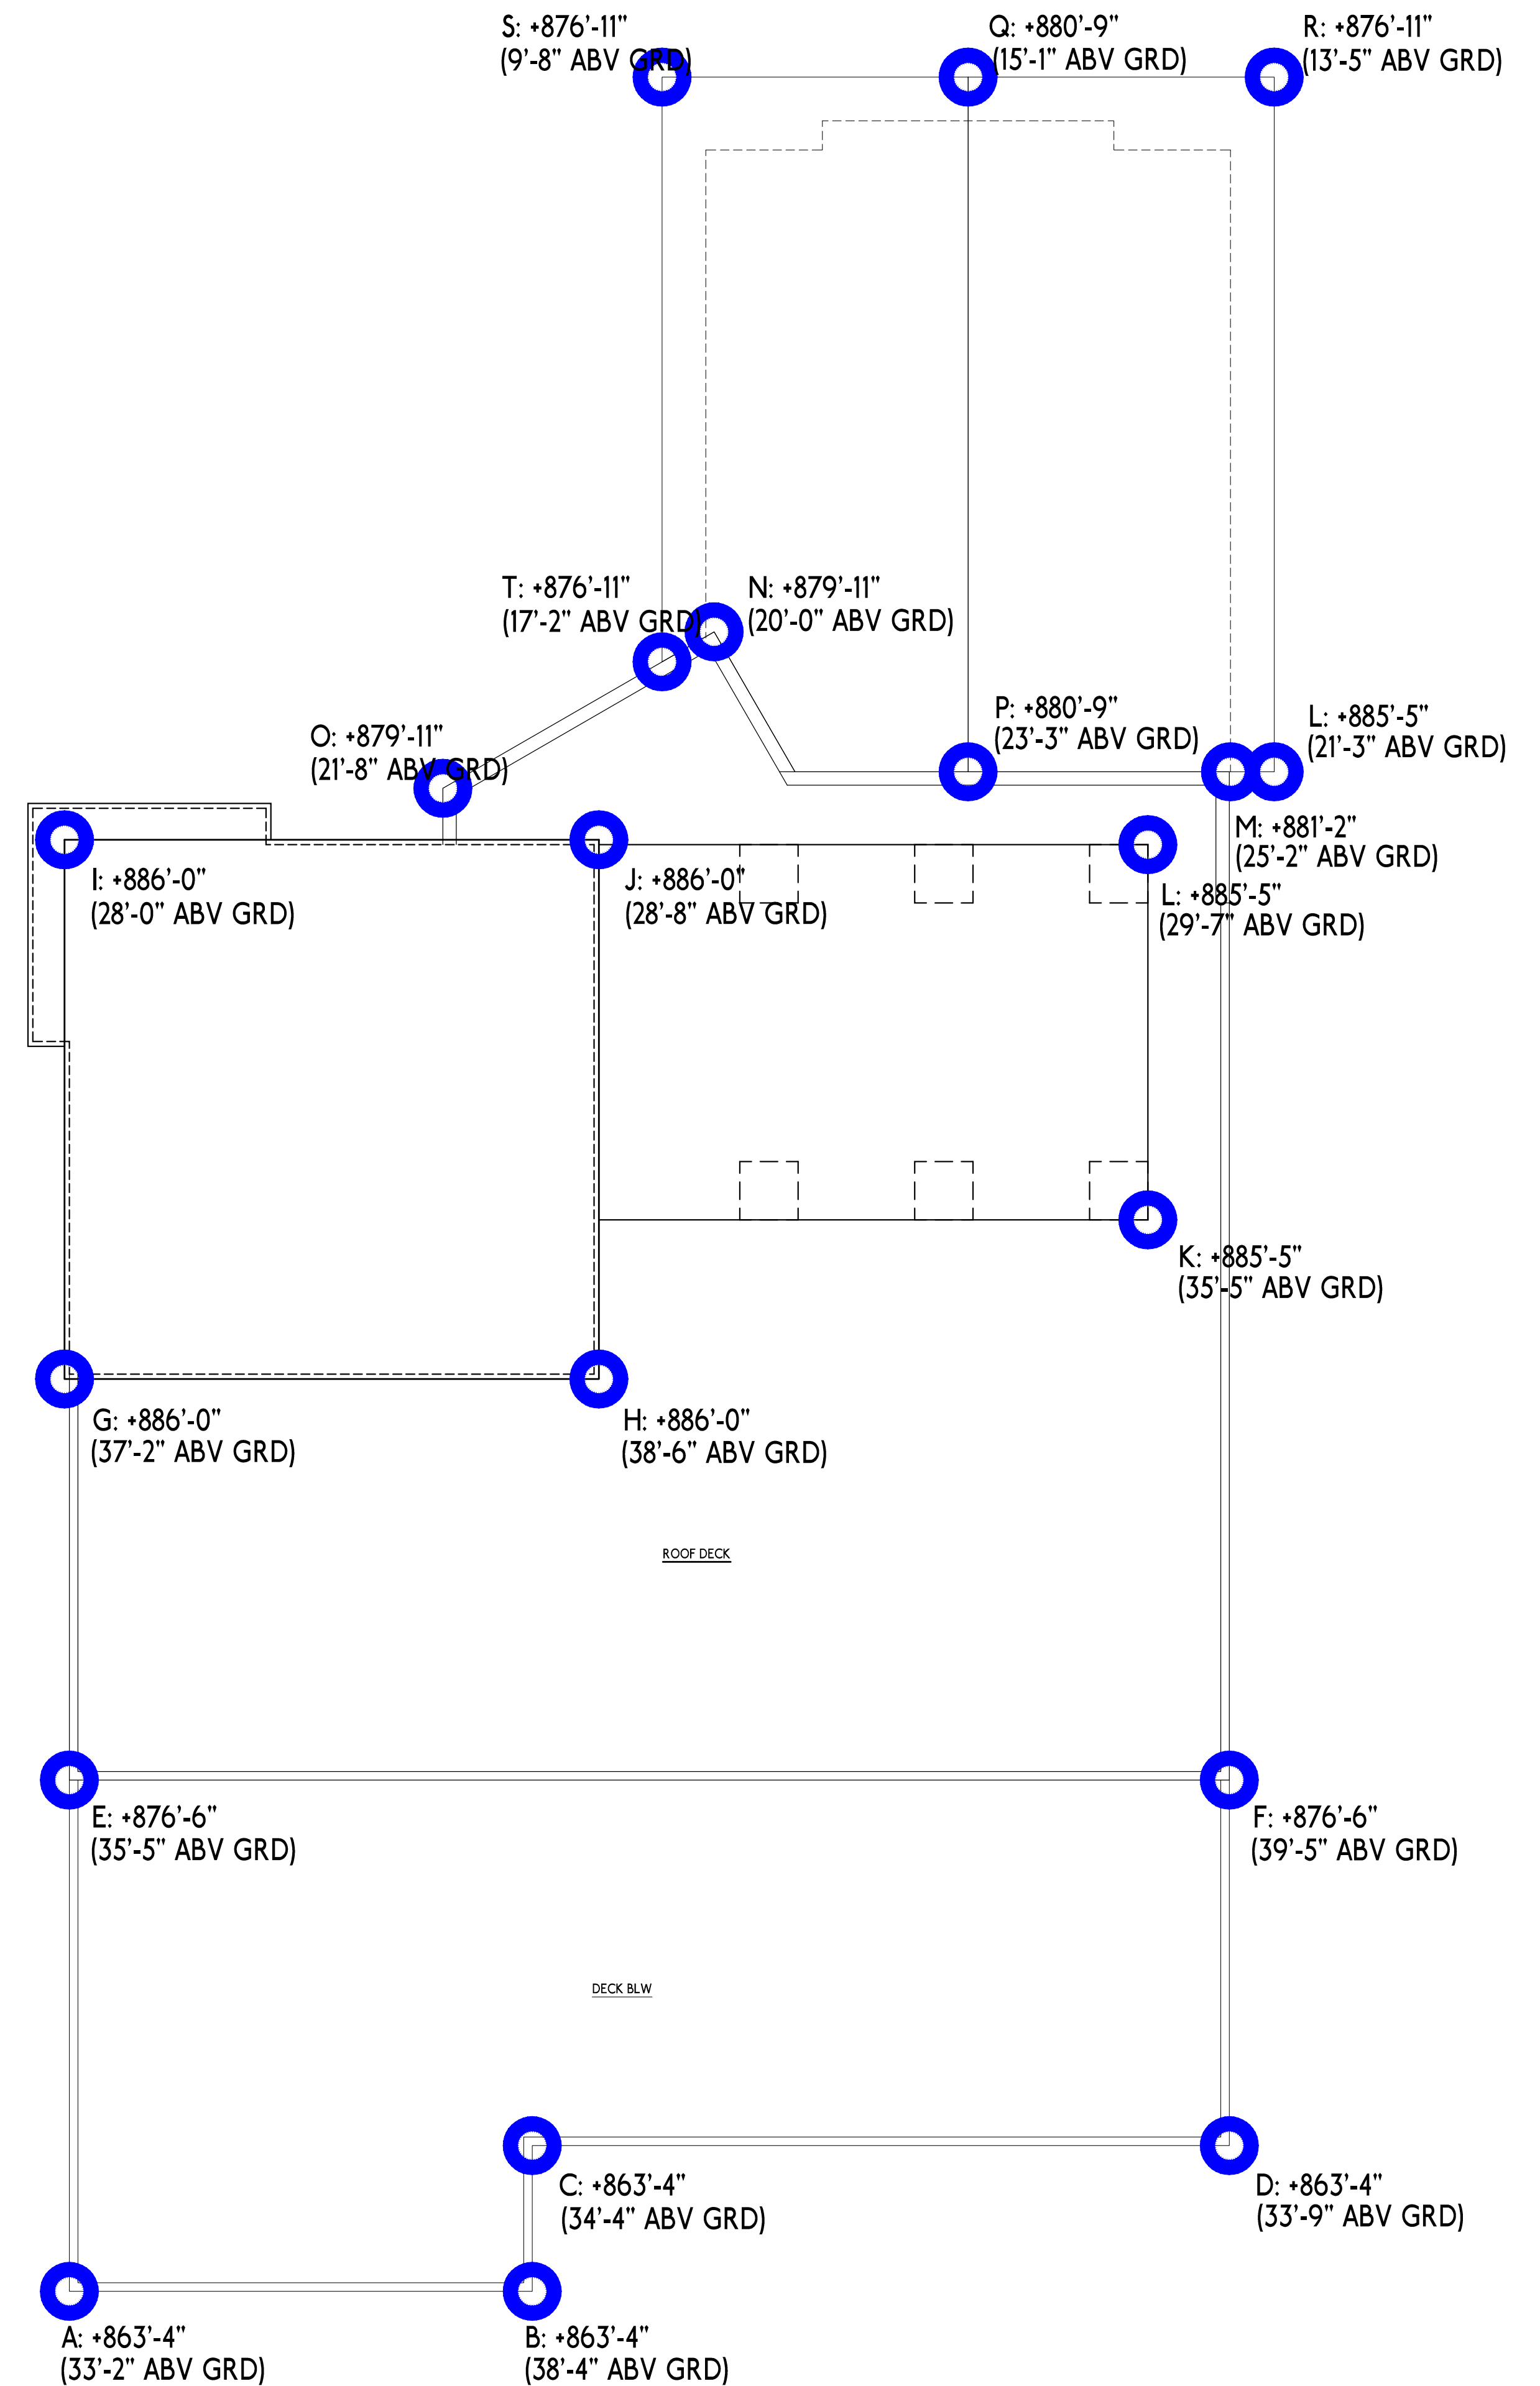 S: +876'-11"
(9'-8" ABV GRD)
Q: +880'-9"
(15'-1" ABV GRD)
R: +876'-11"
(13'-5" ABV GRD)
T: +876'-11"
(17'-2" ABV GRD)
N: +879'-11"
(20'-0" ABV GRD)
O: +879'-11"
(21'-8" ABV GRD)
P: +880'-9"
(23'-3" ABV GRD)
L: +885'-5"
(21'-3" ABV GRD)
M: +881'-2"
(25'-2" ABV GRD)
I: +886'-0"
(28'-0" ABV GRD)
J: +886'-0"
(28'-8" ABV GRD)
L: +885'-5"
(29'-7" ABV GRD)
K: +885'-5"
(35'-5" ABV GRD)
G: +886'-0"
(37'-2" ABV GRD)
H: +886'-0"
(38'-6" ABV GRD)
ROOF DECK
E: +876'-6"
(35'-5" ABV GRD)
F: +876'-6"
(39'-5" ABV GRD)
DECK BLW
C: +863'-4"
(34'-4" ABV GRD)
D: +863'-4"
(33'-9" ABV GRD)
A: +863'-4"
(33'-2" ABV GRD)
B: +863'-4"
(38'-4" ABV GRD)